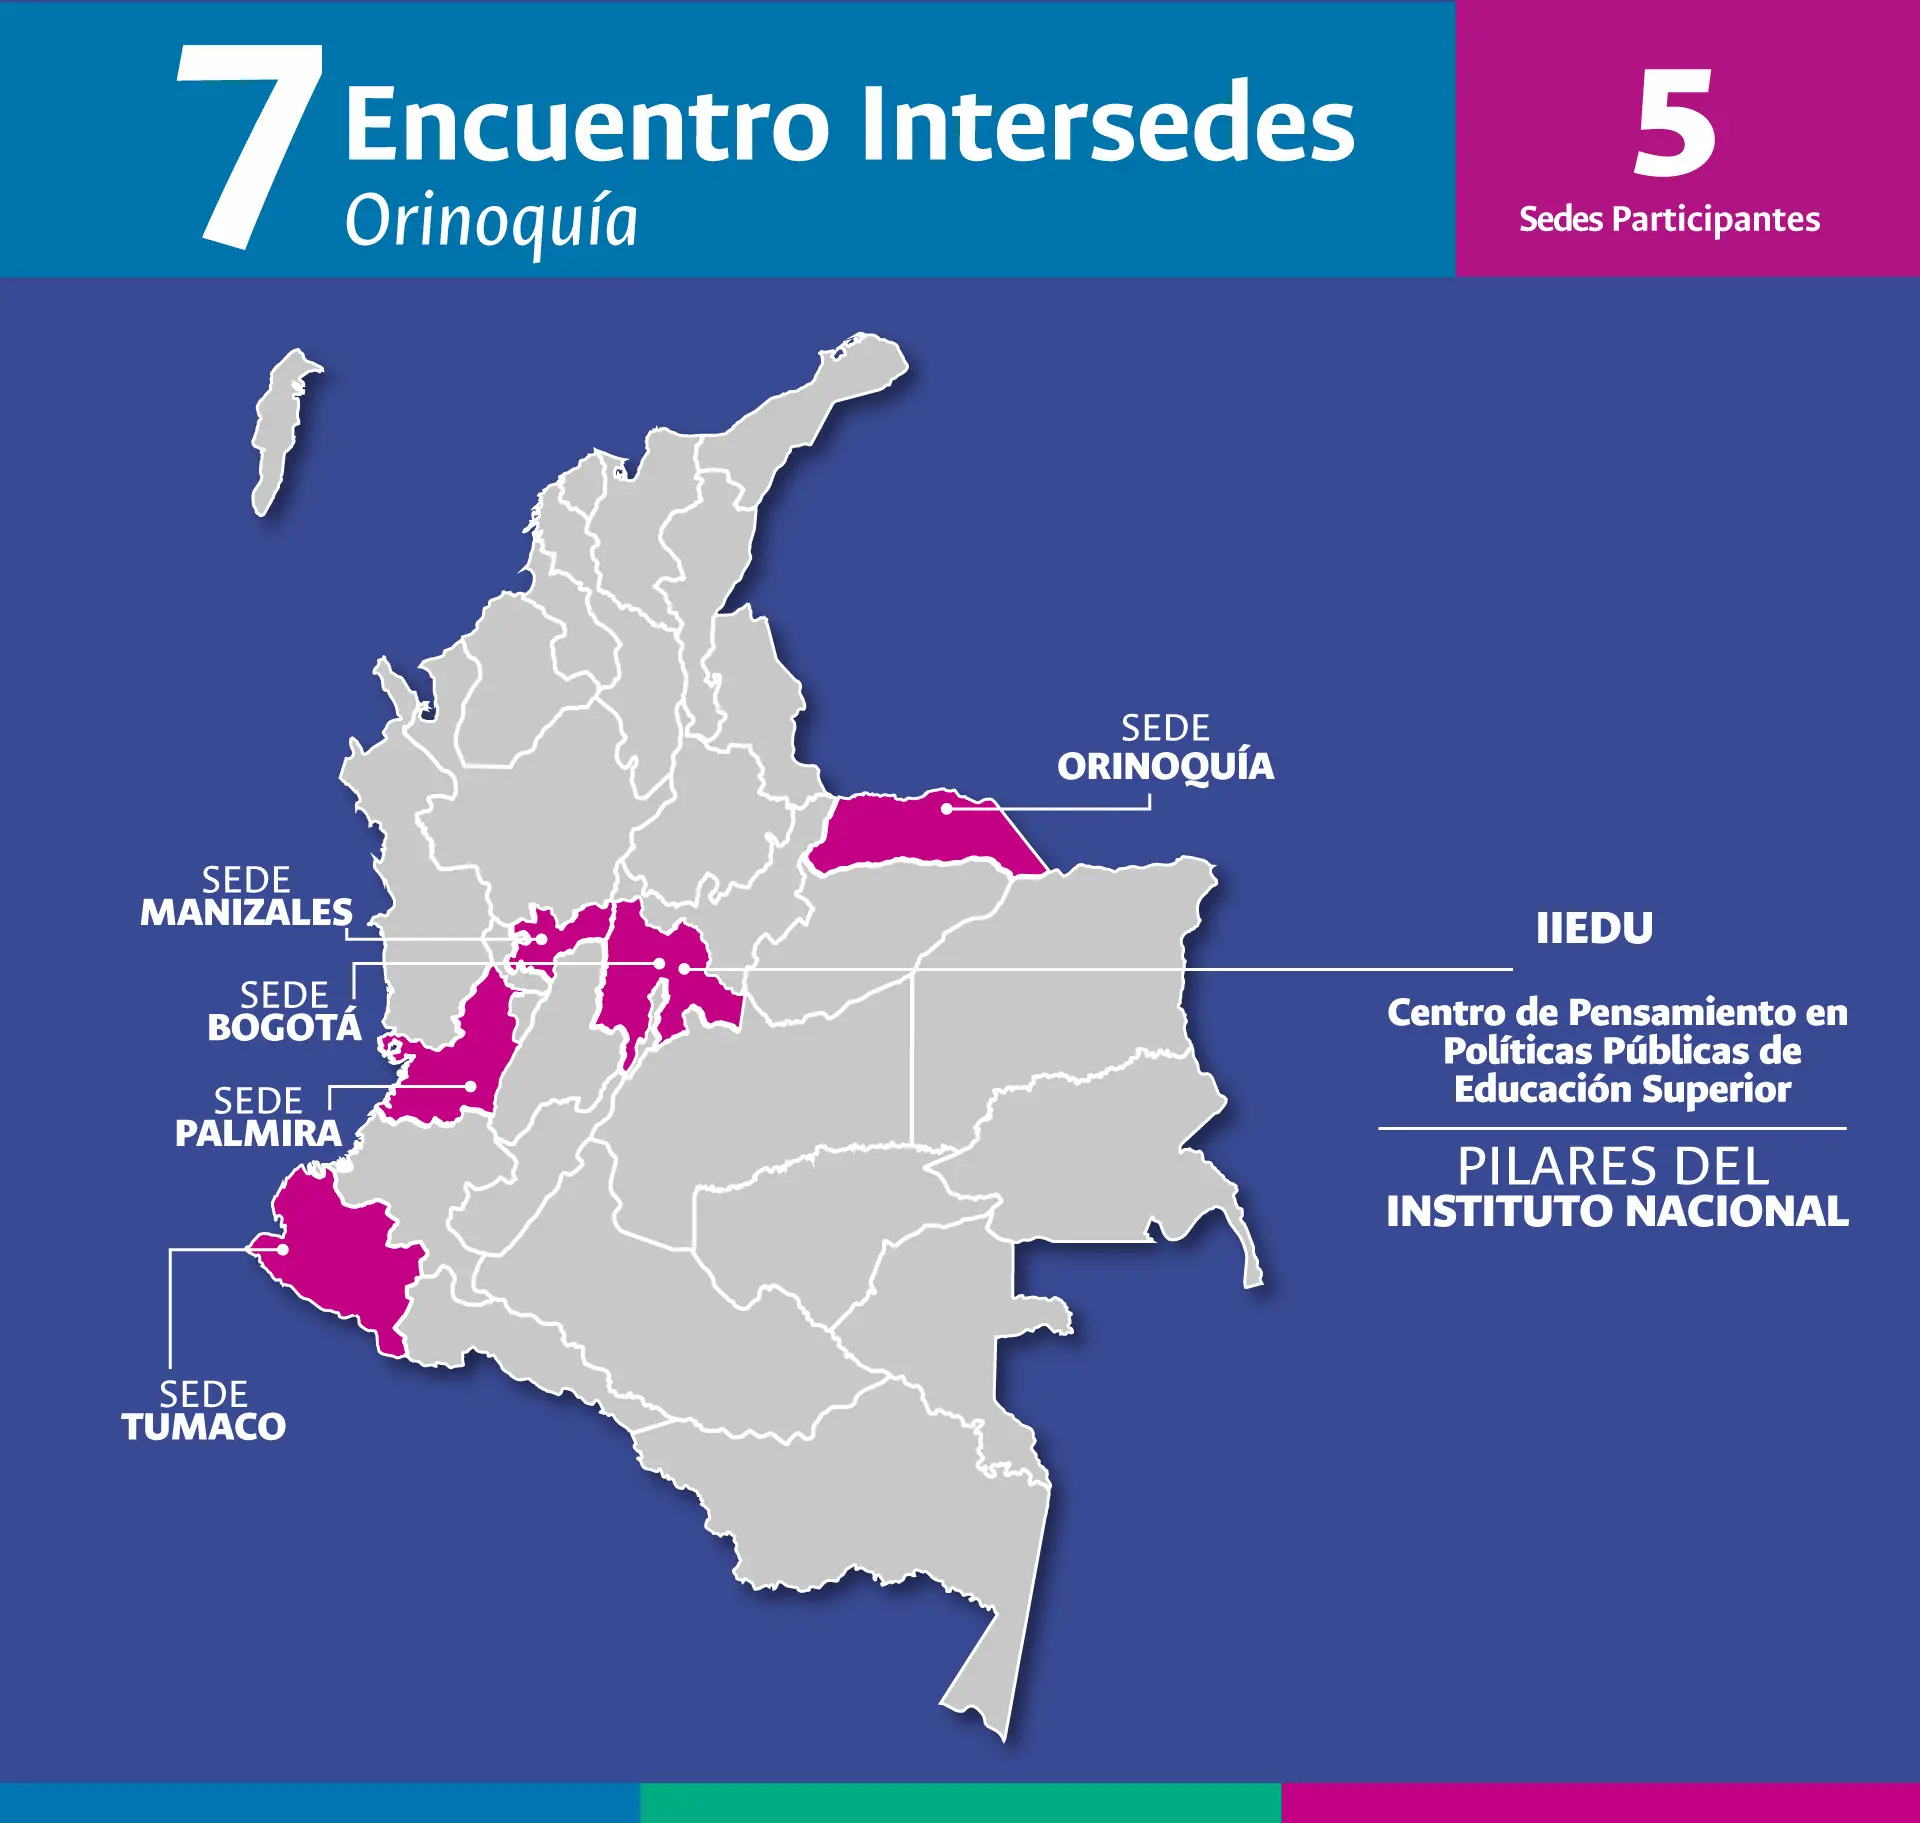 7 Encuentro Intersedes
Orinoquía
5
Sedes Participantes
SEDE
ORINOQUÍA
SEDE
MANIZALES
SEDE
BOGOTÁ
SEDE
PALMIRA
SEDE
TUMACO
IIEDU
Centro de Pensamiento en
Políticas Públicas de
Educación Superior
PILARES DEL
INSTITUTO NACIONAL